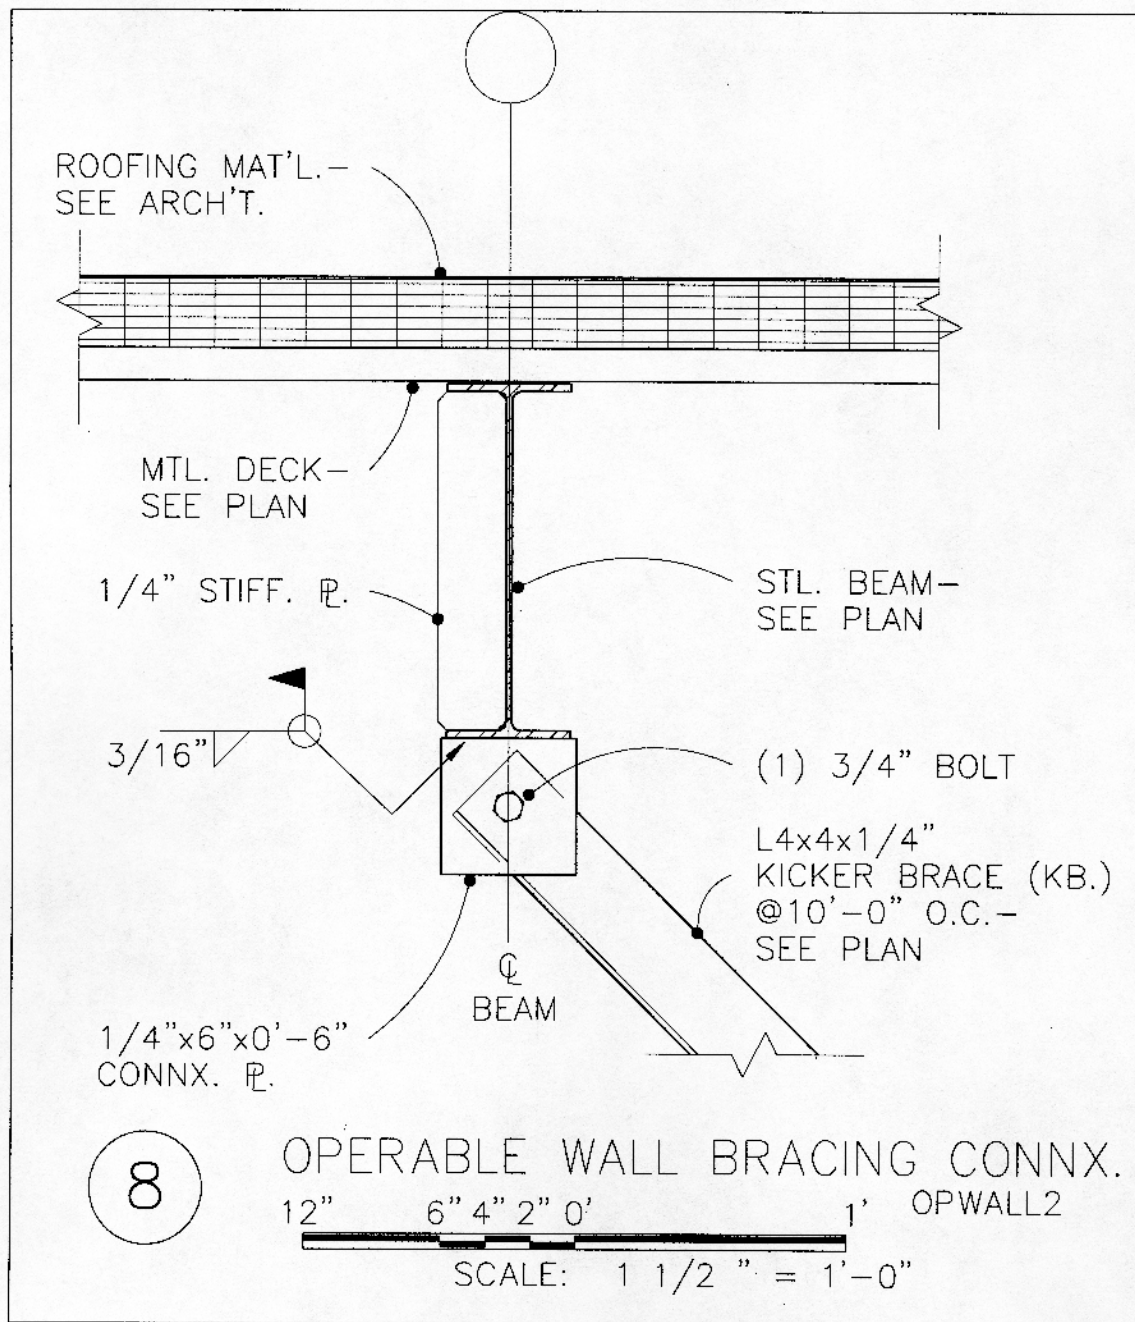 ROOFING MAT'L.-
SEE ARCH'T.
MTL. DECK-
SEE PLAN
1/4" STIFF. PL.
STL. BEAM-
SEE PLAN
3/16"
(1) 3/4" BOLT
L4x4x1/4"
KICKER BRACE (KB.)
@10'-0" O.C.-
SEE PLAN
CL
BEAM
1/4"x6"x0'-6"
CONNX. PL.
8
OPERABLE WALL BRACING CONNX.
OPWALL2
12" 6" 4" 2" 0' 1'
SCALE: 1 1/2 " = 1'-0"